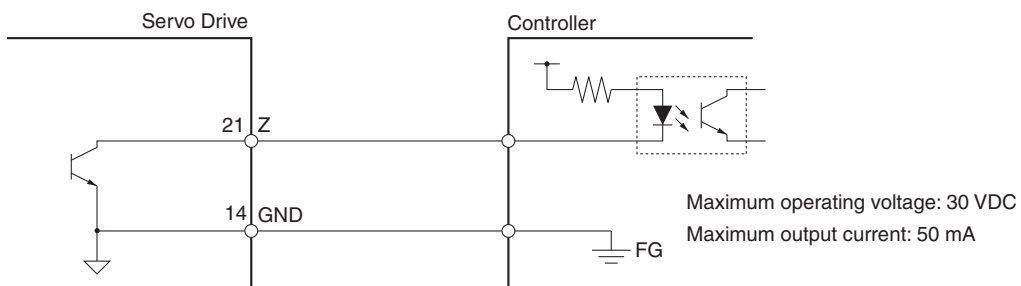 Servo Drive
Controller
21 Z
14 GND
FG
Maximum operating voltage: 30 VDC
Maximum output current: 50 mA